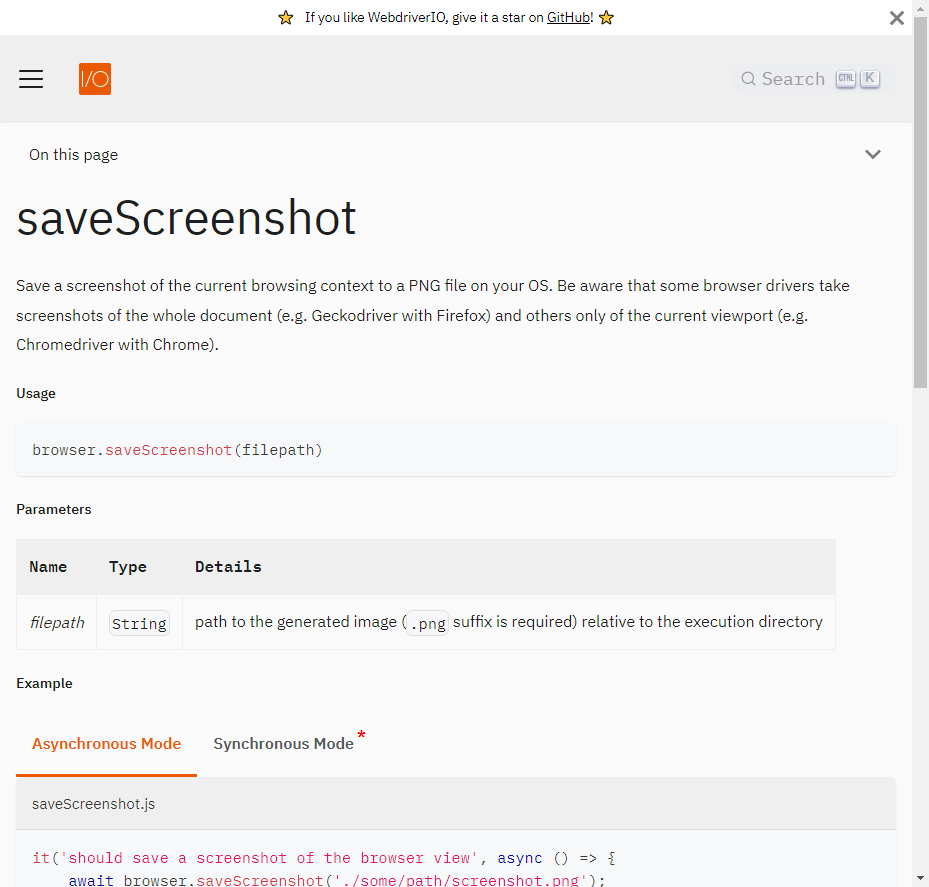 If you like WebdriverIO, give it a star on GitHub!
I/O
Search CTRL K
On this page
saveScreenshot
Save a screenshot of the current browsing context to a PNG file on your OS. Be aware that some browser drivers take
screenshots of the whole document (e.g. Geckodriver with Firefox) and others only of the current viewport (e.g.
Chromedriver with Chrome).
Usage
browser.saveScreenshot(filepath)
Parameters
Name Type Details
filepath String path to the generated image (.png suffix is required) relative to the execution directory
Example
Asynchronous Mode Synchronous Mode*
saveScreenshot.js
it('should save a screenshot of the browser view', async () => {
await browser.saveScreenshot('./some/path/screenshot.png');